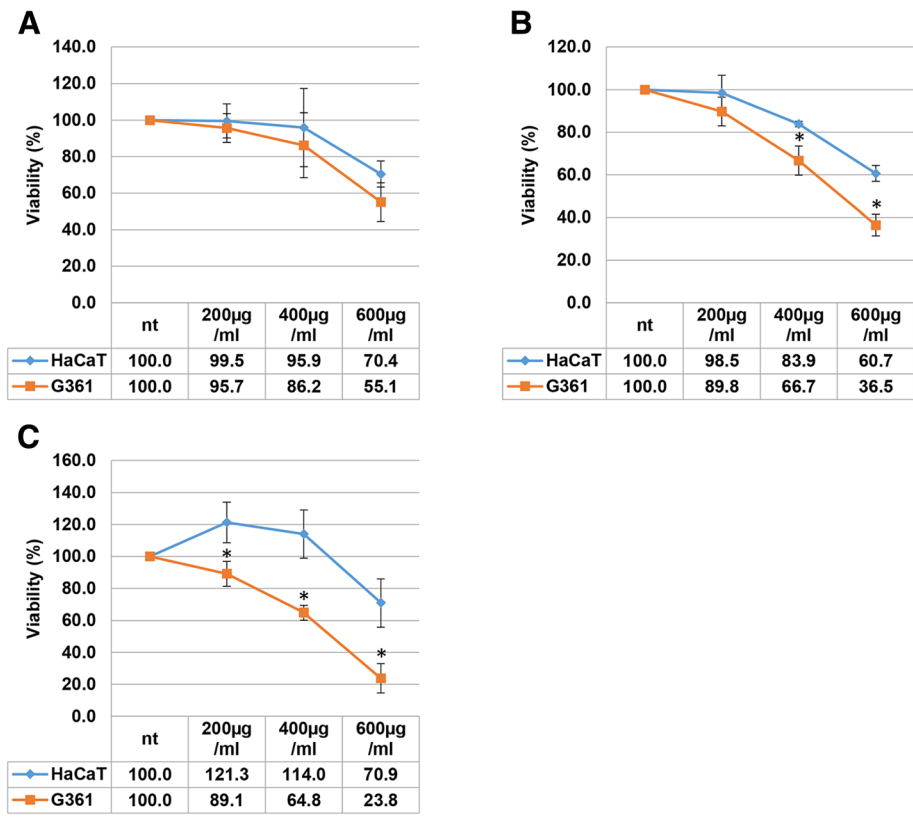 A
Viability (%)
140.0
120.0
100.0
80.0
60.0
40.0
20.0
0.0
nt 200µg /ml 400µg /ml 600µg /ml
HaCaT 100.0 99.5 95.9 70.4
G361 100.0 95.7 86.2 55.1
B
Viability (%)
120.0
100.0
80.0
60.0
40.0
20.0
0.0
*
*
nt 200µg /ml 400µg /ml 600µg /ml
HaCaT 100.0 98.5 83.9 60.7
G361 100.0 89.8 66.7 36.5
C
Viability (%)
160.0
140.0
120.0
100.0
80.0
60.0
40.0
20.0
0.0
*
*
*
nt 200µg /ml 400µg /ml 600µg /ml
HaCaT 100.0 121.3 114.0 70.9
G361 100.0 89.1 64.8 23.8